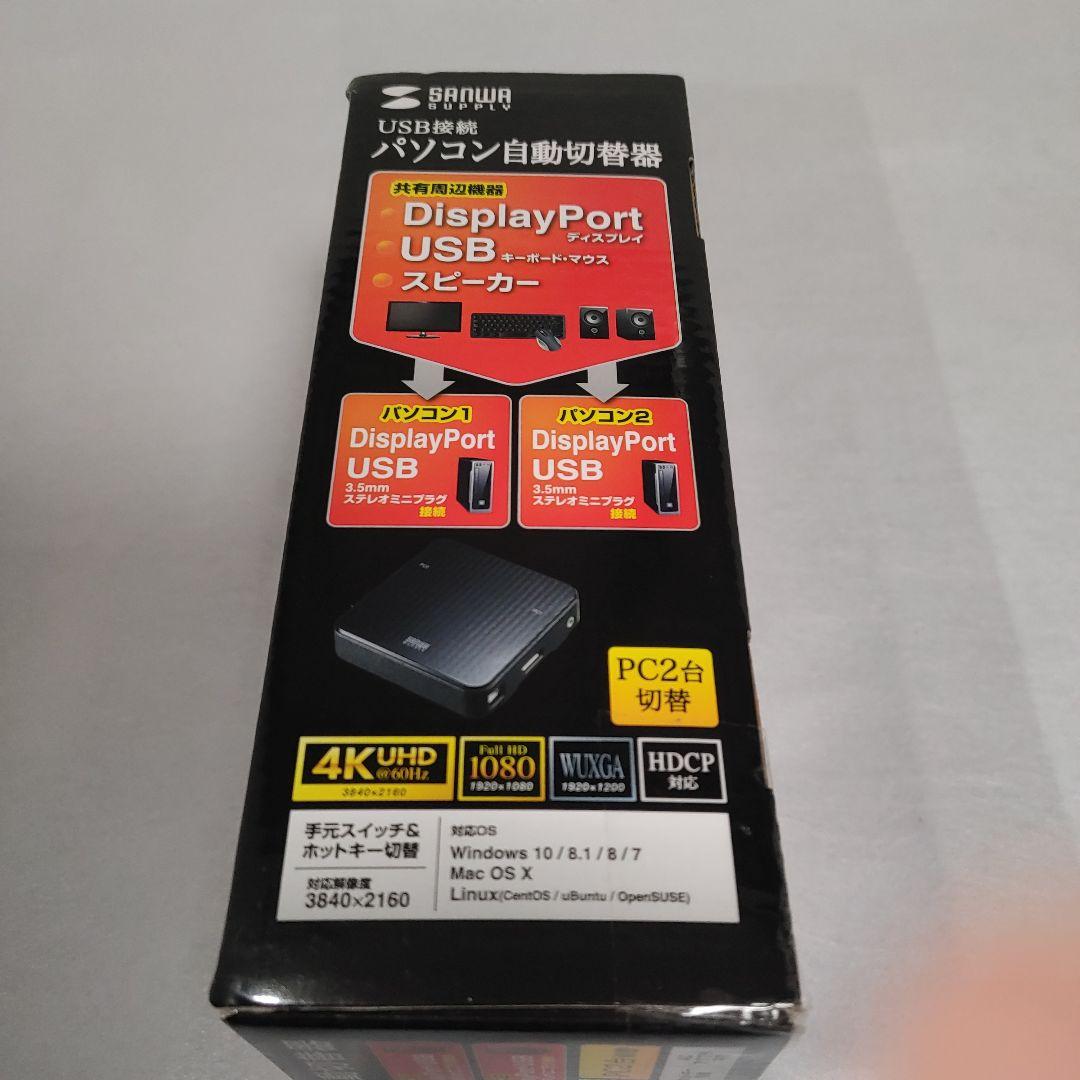 SANWA
SUPPLY
USB接続
パソコン自動切替器
共有周辺機器
DisplayPort
ディスプレイ
USB キーボード・マウス
スピーカー
パソコン1
DisplayPort
USB
3.5mm
ステレオミニプラグ
接続
パソコン2
DisplayPort
USB
3.5mm
ステレオミニプラグ
接続
SANWA
SUPPLY
PC2台
切替
4K UHD
@60Hz
3840×2160
Full HD
1080
1920×1080
WUXGA
1920×1200
HDCP
対応
手元スイッチ&
ホットキー切替
対応解像度
3840×2160
対応OS
Windows 10 / 8.1 / 8 / 7
Mac OS X
Linux(CentOS / uBuntu / OpenSUSE)